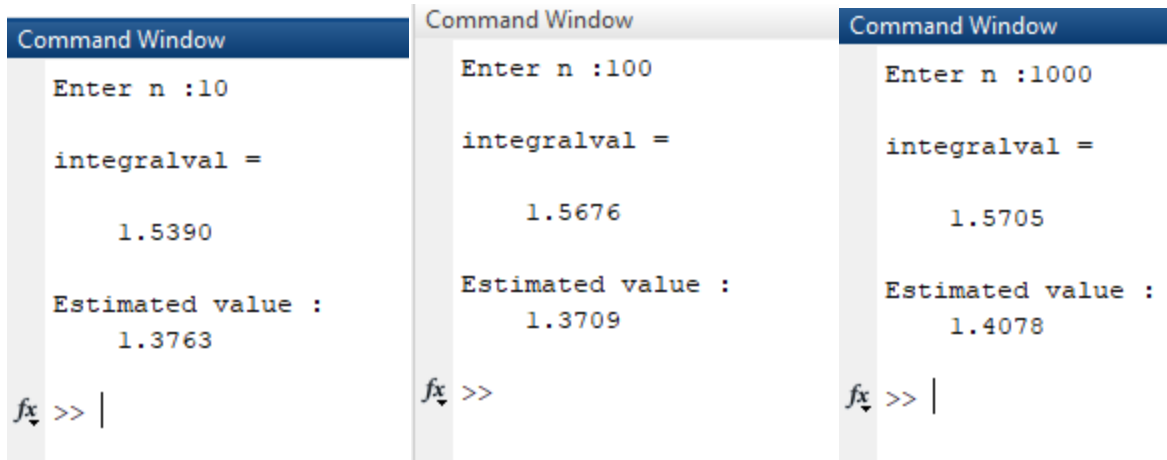 Command Window
Enter n :10
integralval =
1.5390
Estimated value :
1.3763
fx >>
Command Window
Enter n :100
integralval =
1.5676
Estimated value :
1.3709
fx >>
Command Window
Enter n :1000
integralval =
1.5705
Estimated value :
1.4078
fx >>